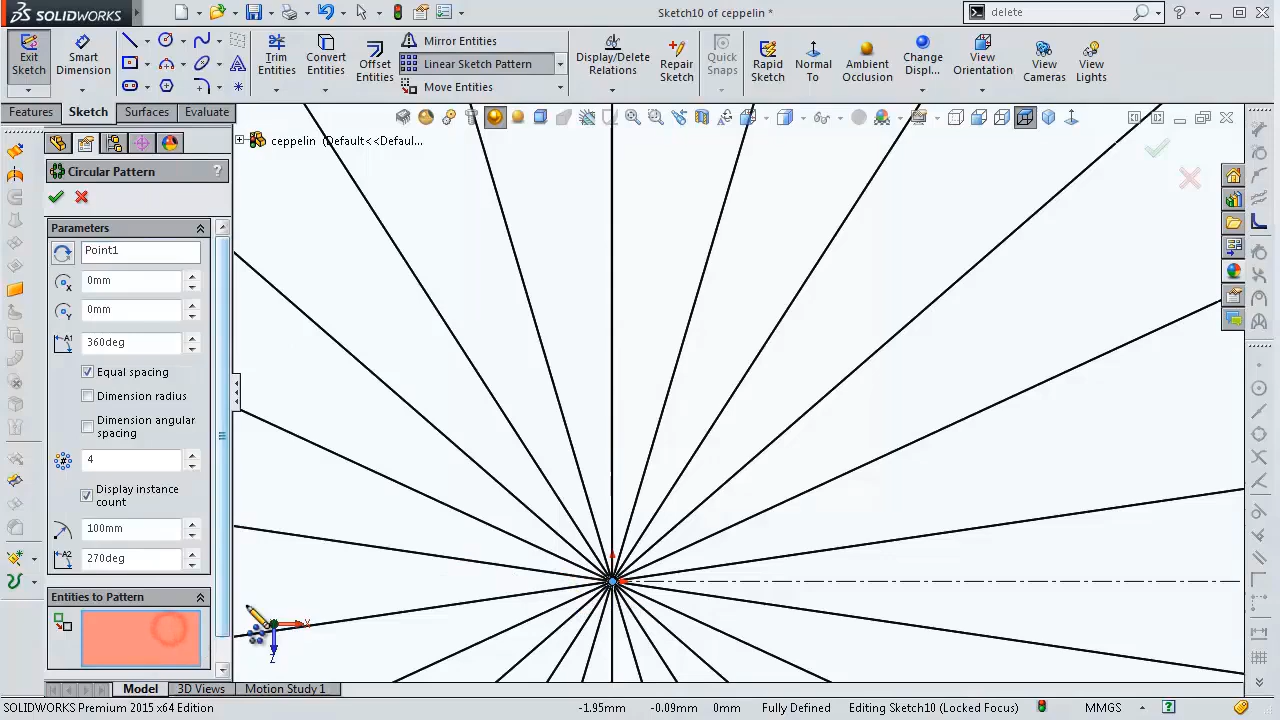 SOLIDWORKS
Sketch10 of ceppelin *
delete
Exit Sketch
Smart Dimension
Trim Entities
Convert Entities
Offset Entities
Mirror Entities
Linear Sketch Pattern
Move Entities
Display/Delete Relations
Repair Sketch
Quick Snaps
Rapid Sketch
Normal To
Ambient Occlusion
Change Displ...
View Orientation
View Cameras
View Lights
Features
Sketch
Surfaces
Evaluate
ceppelin (Default<<Defaul...
Circular Pattern
?
Parameters
Point1
0mm
0mm
360deg
Equal spacing
Dimension radius
Dimension angular
spacing
4
Display instance
count
100mm
270deg
Entities to Pattern
X
Z
Model
3D Views
Motion Study 1
SOLIDWORKS Premium 2015 x64 Edition
-1.95mm
-0.09mm
0mm
Fully Defined
Editing Sketch10 (Locked Focus)
MMGS